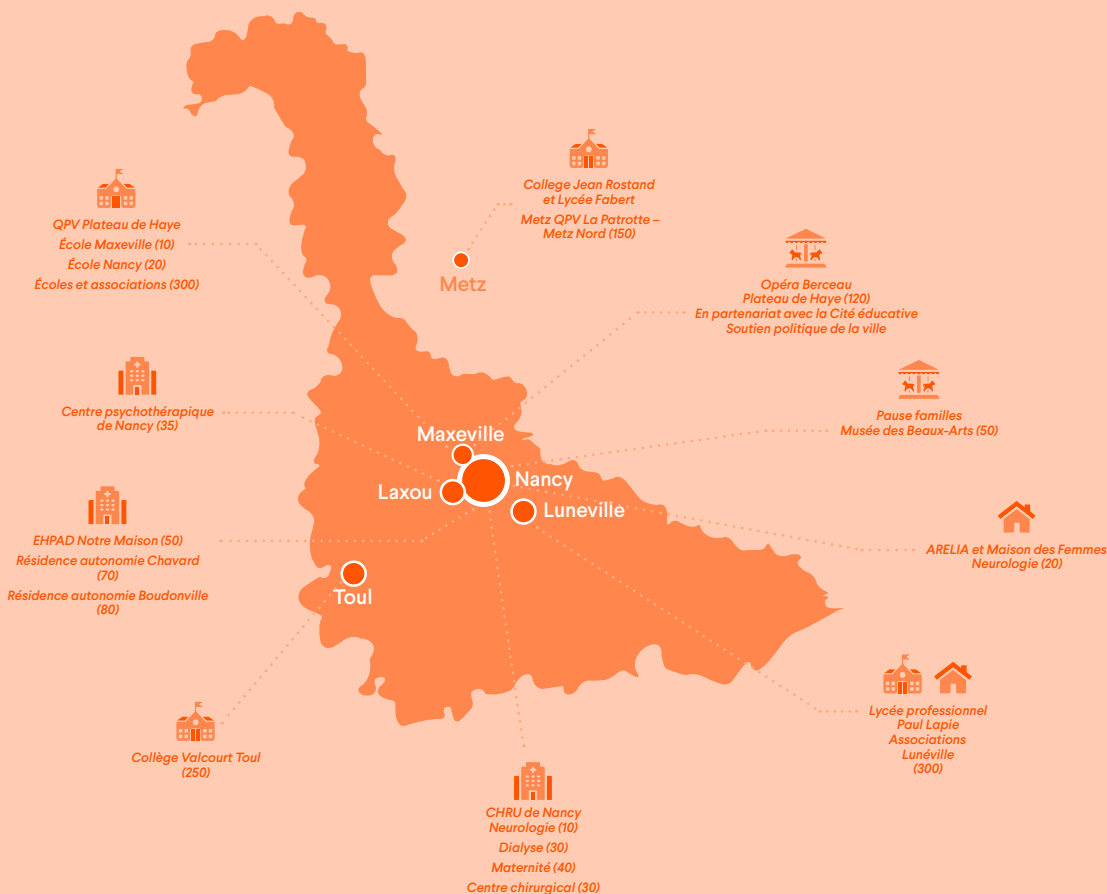 College Jean Rostand
et Lycée Fabert
Metz QPV La Patrotte –
Metz Nord (150)
QPV Plateau de Haye
École Maxeville (10)
École Nancy (20)
Écoles et associations (300)
Metz
Opéra Berceau
Plateau de Haye (120)
En partenariat avec la Cité éducative
Soutien politique de la ville
Centre psychothérapique
de Nancy (35)
Pause familles
Musée des Beaux-Arts (50)
Maxeville
Nancy
Laxou
Luneville
EHPAD Notre Maison (50)
Résidence autonomie Chavard
(70)
Résidence autonomie Boudonville
(80)
ARELIA et Maison des Femmes
Neurologie (20)
Toul
Lycée professionnel
Paul Lapie
Associations
Lunéville
(300)
Collège Valcourt Toul
(250)
CHRU de Nancy
Neurologie (10)
Dialyse (30)
Maternité (40)
Centre chirurgical (30)